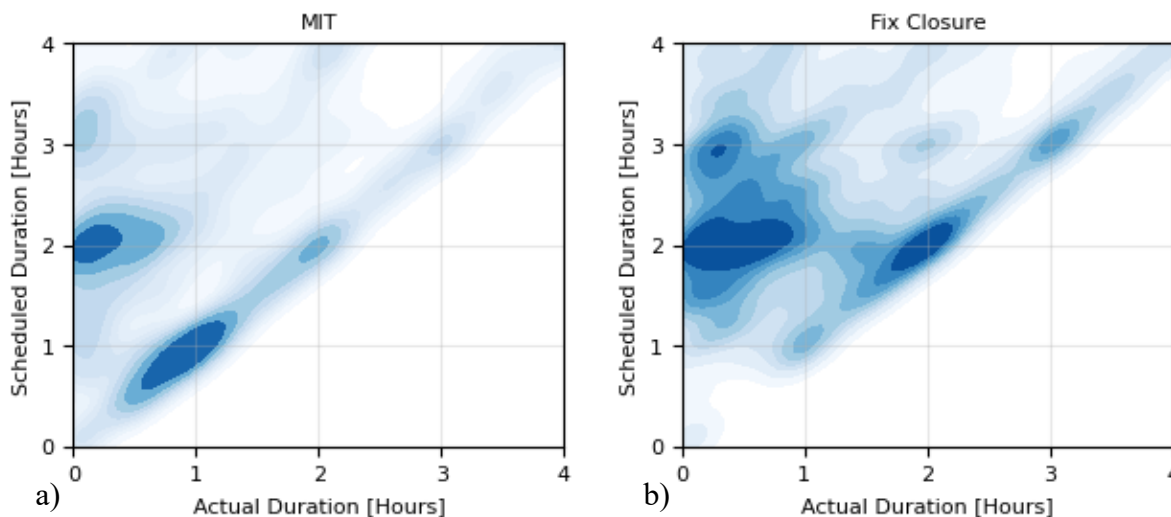 MIT
Scheduled Duration [Hours]
4
3
2
1
0
0 1 2 3 4
Actual Duration [Hours]
a)
Fix Closure
Scheduled Duration [Hours]
4
3
2
1
0
0 1 2 3 4
Actual Duration [Hours]
b)